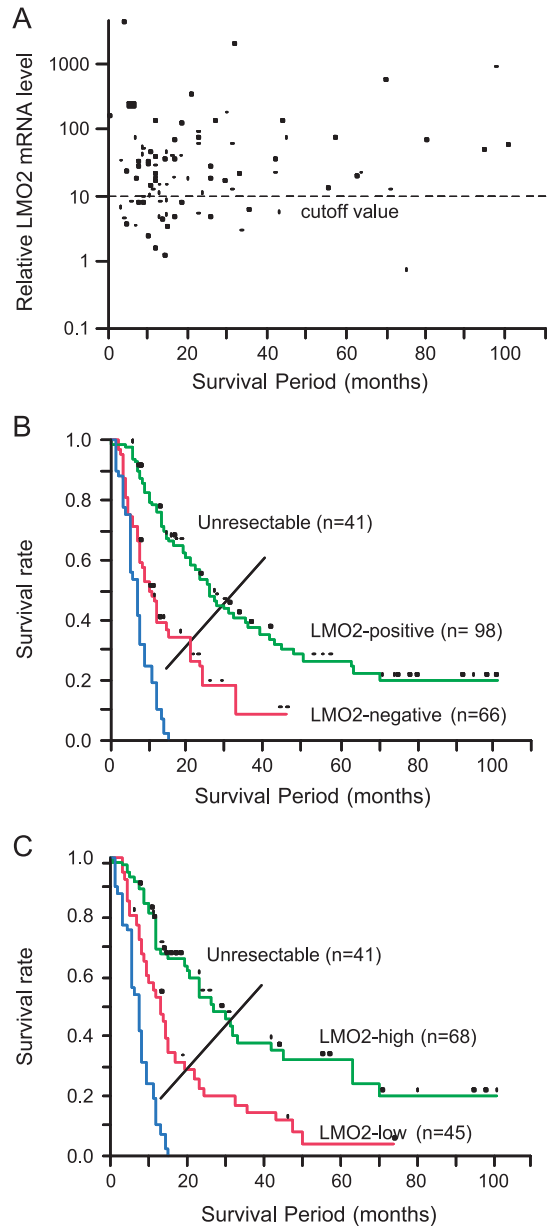 A
Relative LMO2 mRNA level
1000
100
10
1
0.1
cutoff value
0 20 40 60 80 100
Survival Period (months)
B
Survival rate
1.0
0.8
0.6
0.4
0.2
0.0
Unresectable (n=41)
LMO2-positive (n= 98)
LMO2-negative (n=66)
0 20 40 60 80 100
Survival Period (months)
C
Survival rate
1.0
0.8
0.6
0.4
0.2
0.0
Unresectable (n=41)
LMO2-high (n=68)
LMO2-low (n=45)
0 20 40 60 80 100
Survival Period (months)